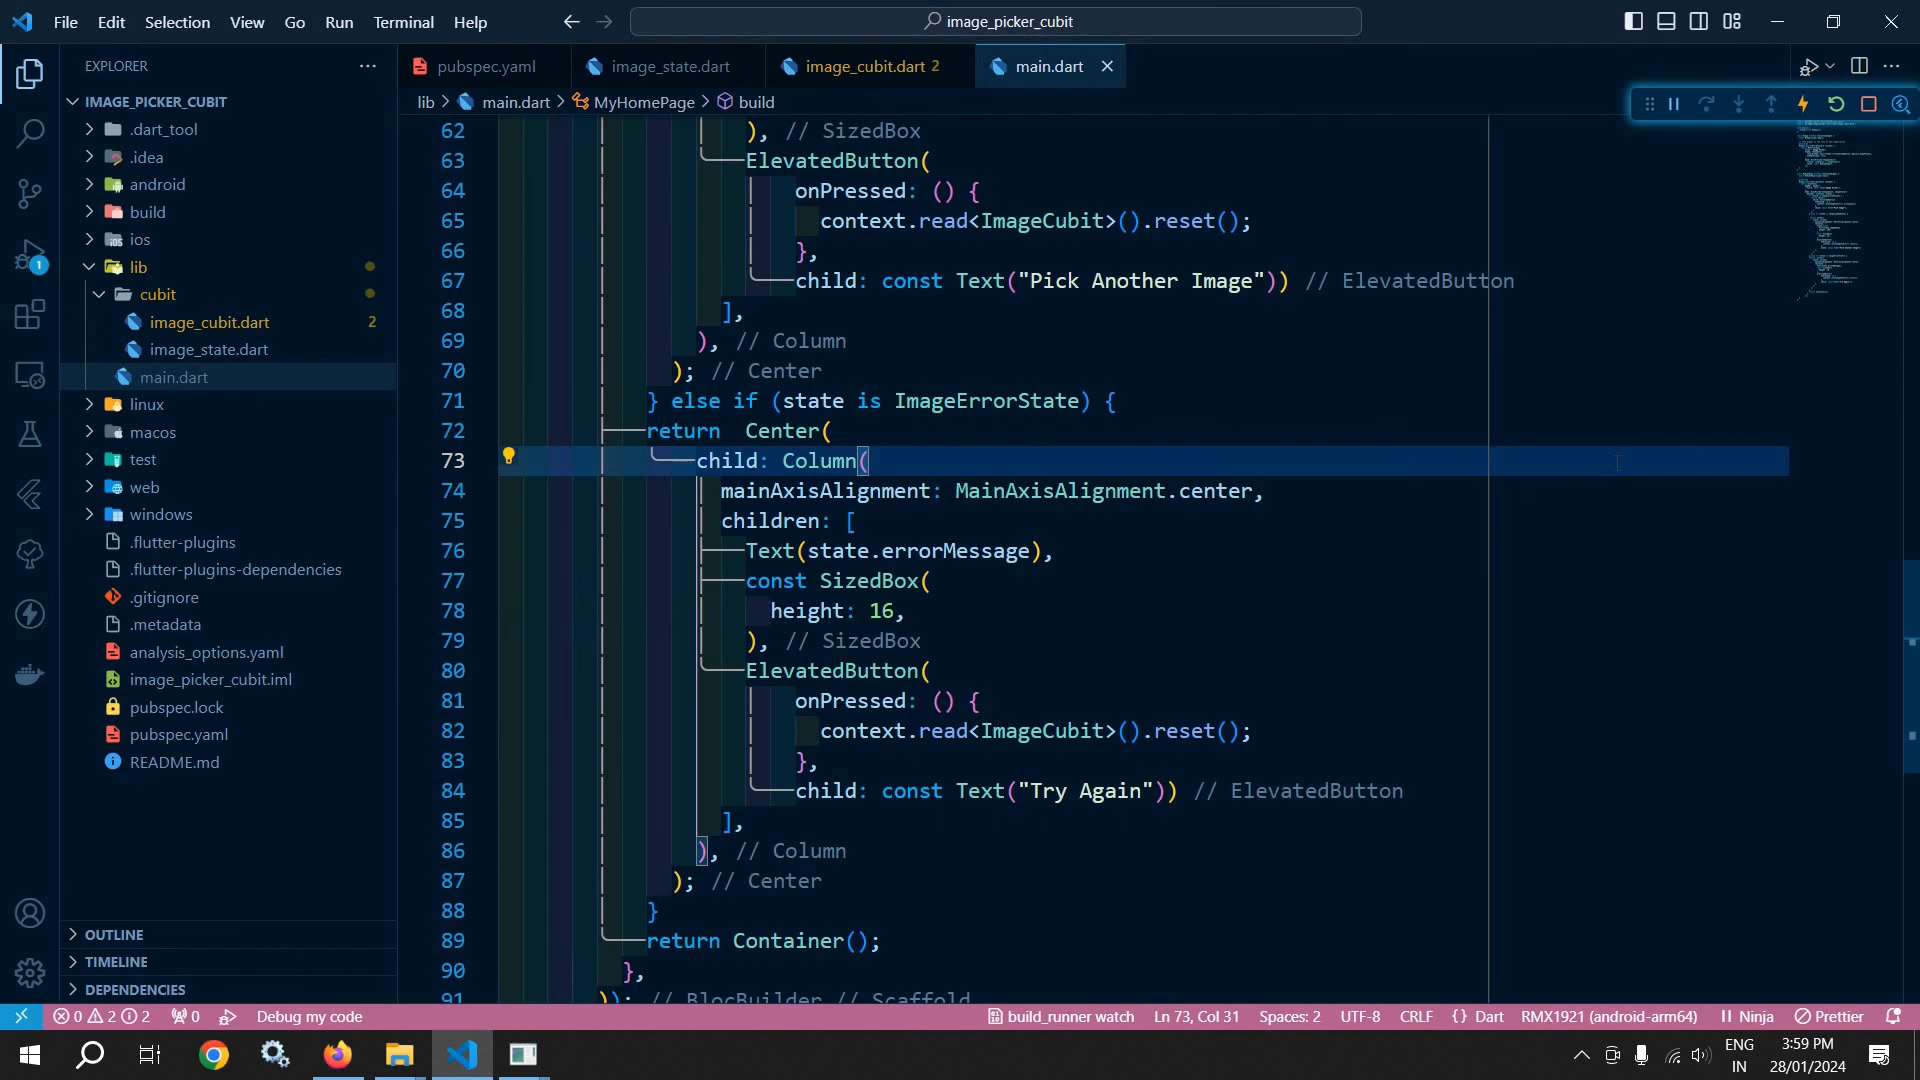 File Edit Selection View Go Run Terminal Help
image_picker_cubit
EXPLORER
IMAGE_PICKER_CUBIT
.dart_tool
.idea
android
build
ios
lib
cubit
image_cubit.dart 2
image_state.dart
main.dart
linux
macos
test
web
windows
.flutter-plugins
.flutter-plugins-dependencies
.gitignore
.metadata
analysis_options.yaml
image_picker_cubit.iml
pubspec.lock
pubspec.yaml
README.md
OUTLINE
TIMELINE
DEPENDENCIES
1
pubspec.yaml image_state.dart image_cubit.dart 2 main.dart
lib > main.dart > MyHomePage > build
62 ), // SizedBox
63 ElevatedButton(
64 onPressed: () {
65 context.read<ImageCubit>().reset();
66 },
67 child: const Text("Pick Another Image")) // ElevatedButton
68 ],
69 ), // Column
70 ); // Center
71 } else if (state is ImageErrorState) {
72 return  Center(
73 child: Column(
74 mainAxisAlignment: MainAxisAlignment.center,
75 children: [
76 Text(state.errorMessage),
77 const SizedBox(
78 height: 16,
79 ), // SizedBox
80 ElevatedButton(
81 onPressed: () {
82 context.read<ImageCubit>().reset();
83 },
84 child: const Text("Try Again")) // ElevatedButton
85 ],
86 ), // Column
87 ); // Center
88 }
89 return Container();
90 },
91 )); // BlocBuilder // Scaffold
0 2 2 0 Debug my code build_runner watch Ln 73, Col 31 Spaces: 2 UTF-8 CRLF {} Dart RMX1921 (android-arm64) Ninja Prettier
ENG
IN
3:59 PM
28/01/2024